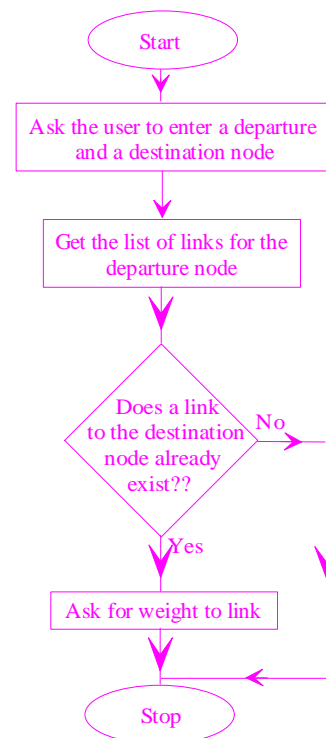 Start
Ask the user to enter a departure
and a destination node
Get the list of links for the
departure node
Does a link
to the destination
node already
exist??
No
Yes
Ask for weight to link
Stop